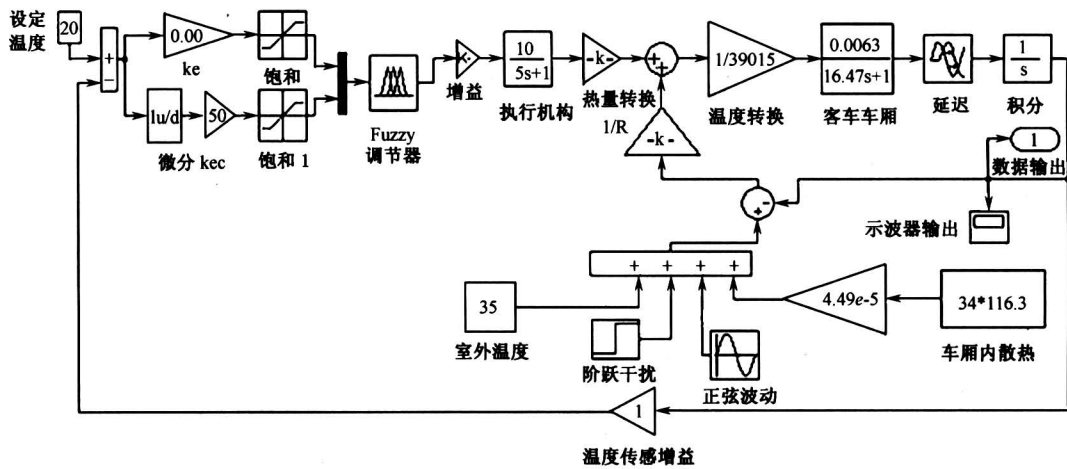 设定
温度
20
+
−
0.00
ke
饱和
lu/d
50
微分 kec
饱和 1
Fuzzy
调节器
K·
增益
10
5s+1
执行机构
-k-
热量转换
+
+
1/R
-k-
1/39015
温度转换
0.0063
16.47s+1
客车车厢
延迟
1
s
积分
1
数据输出
示波器输出
−
+
+ + + +
35
室外温度
阶跃干扰
正弦波动
4.49e-5
34*116.3
车厢内散热
1
温度传感增益